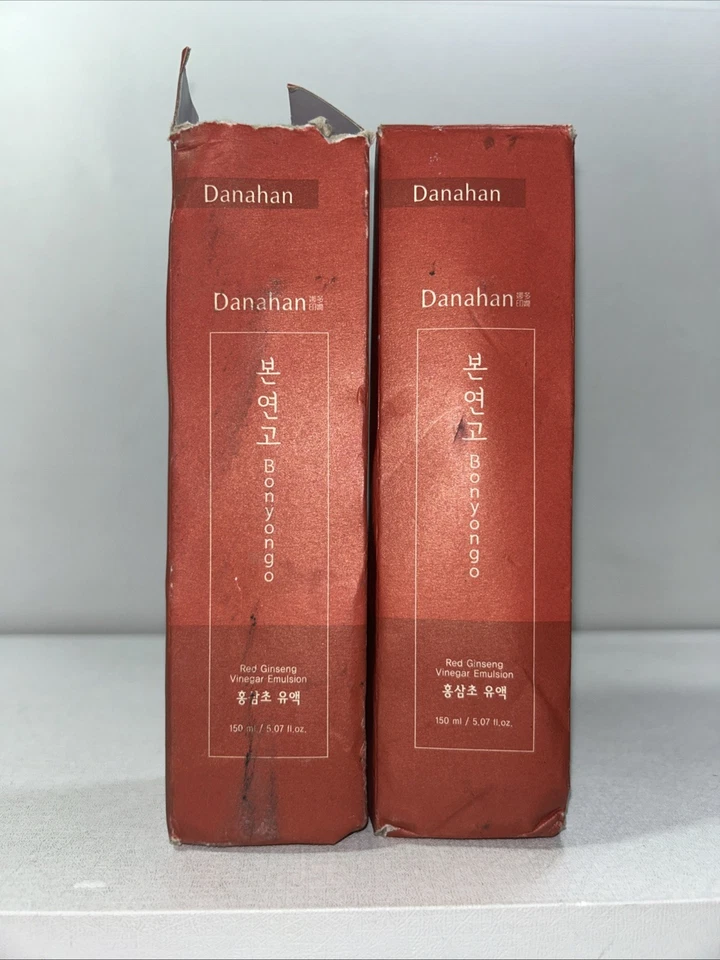 Danahan
Danahan
본연고 Bonyongo
Red Ginseng
Vinegar Emulsion
홍삼초 유액
150 ml / 5.07 fl.oz.
Danahan
Danahan
본연고 Bonyongo
Red Ginseng
Vinegar Emulsion
홍삼초 유액
150 ml / 5.07 fl.oz.